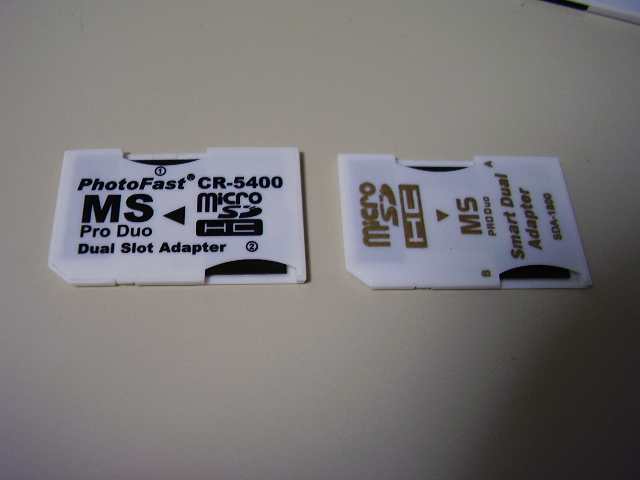 ①
PhotoFast® CR-5400
MS ◀ micro SD HC
Pro Duo
Dual Slot Adapter ②
A
micro SD HC
MS
PRO Duo
Smart Dual
Adapter
SDA-1800
B